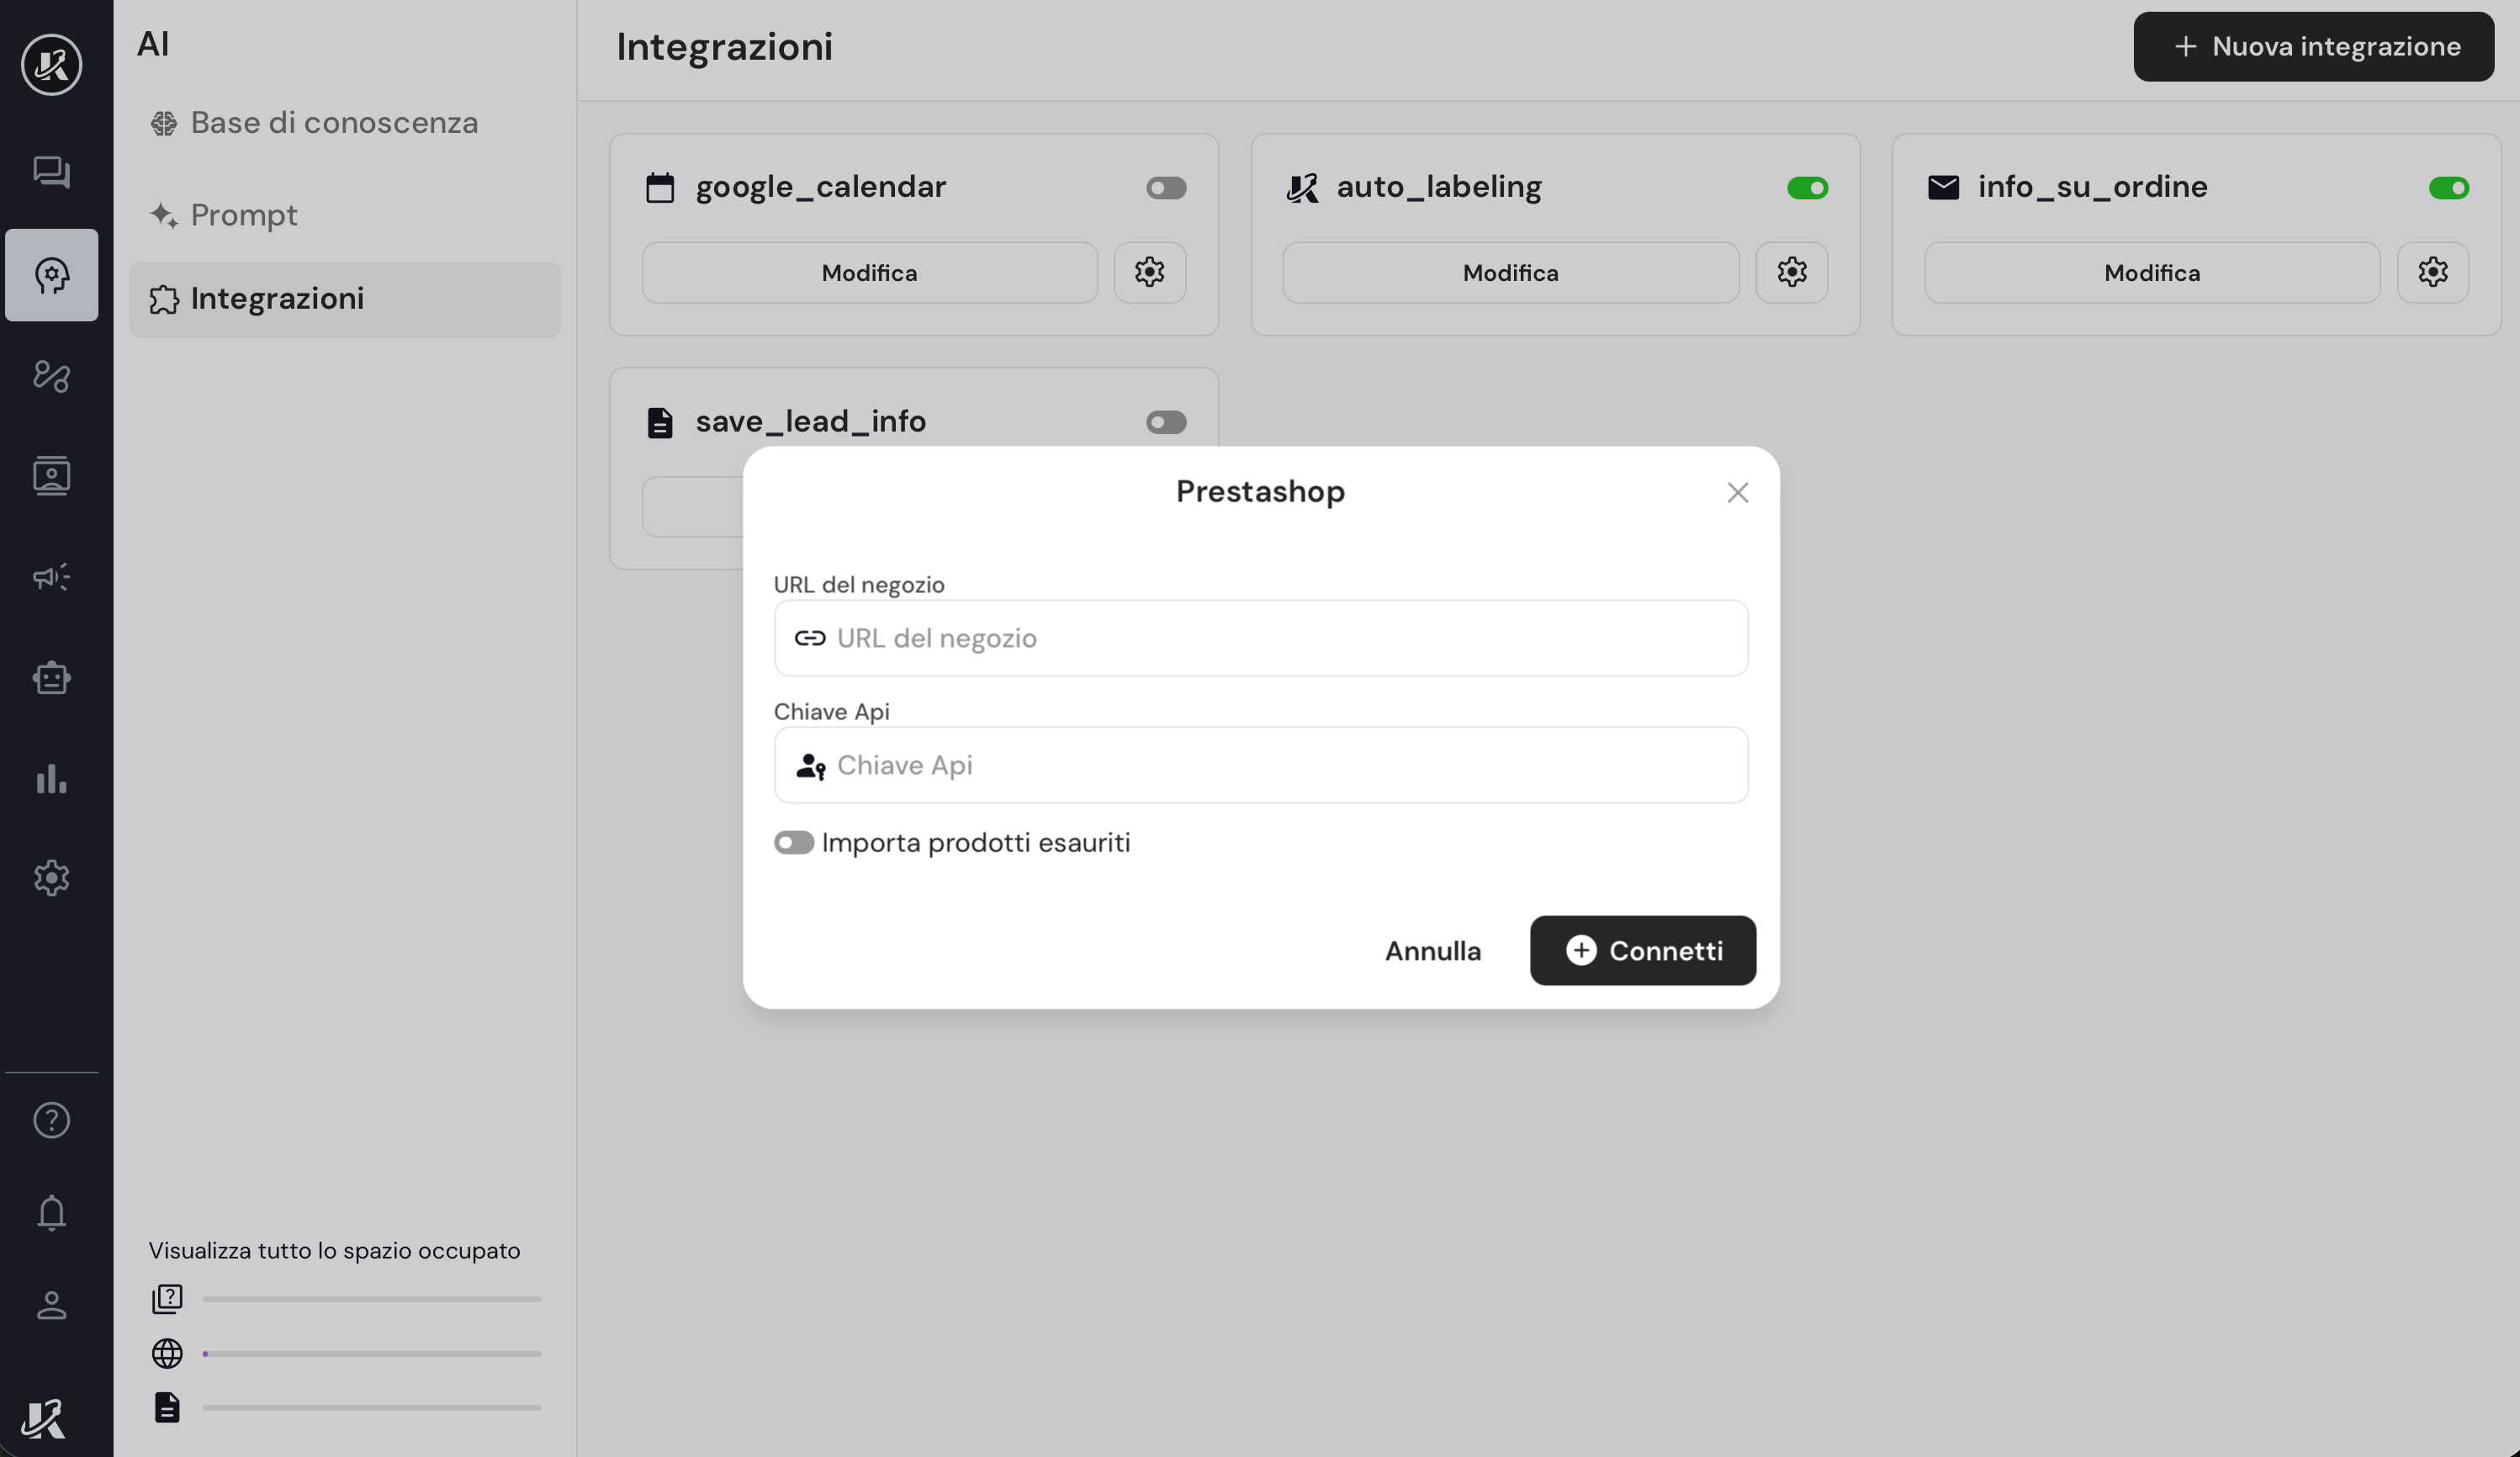 AI
Base di conoscenza
Prompt
Integrazioni
Visualizza tutto lo spazio occupato
Integrazioni
+ Nuova integrazione
google_calendar
Modifica
auto_labeling
Modifica
info_su_ordine
Modifica
save_lead_info
Prestashop
URL del negozio
URL del negozio
Chiave Api
Chiave Api
Importa prodotti esauriti
Annulla
Connetti